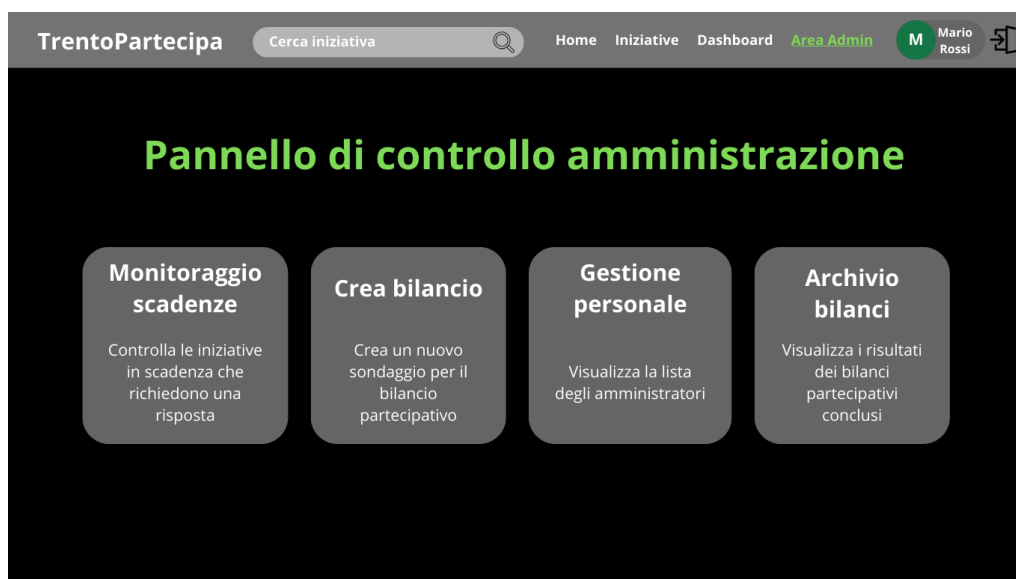 TrentoPartecipa
Cerca iniziativa
Home Iniziative Dashboard Area Admin
M
Mario
Rossi
Pannello di controllo amministrazione
Monitoraggio
scadenze
Controlla le iniziative
in scadenza che
richiedono una
risposta
Crea bilancio
Crea un nuovo
sondaggio per il
bilancio
partecipativo
Gestione
personale
Visualizza la lista
degli amministratori
Archivio
bilanci
Visualizza i risultati
dei bilanci
partecipativi
conclusi